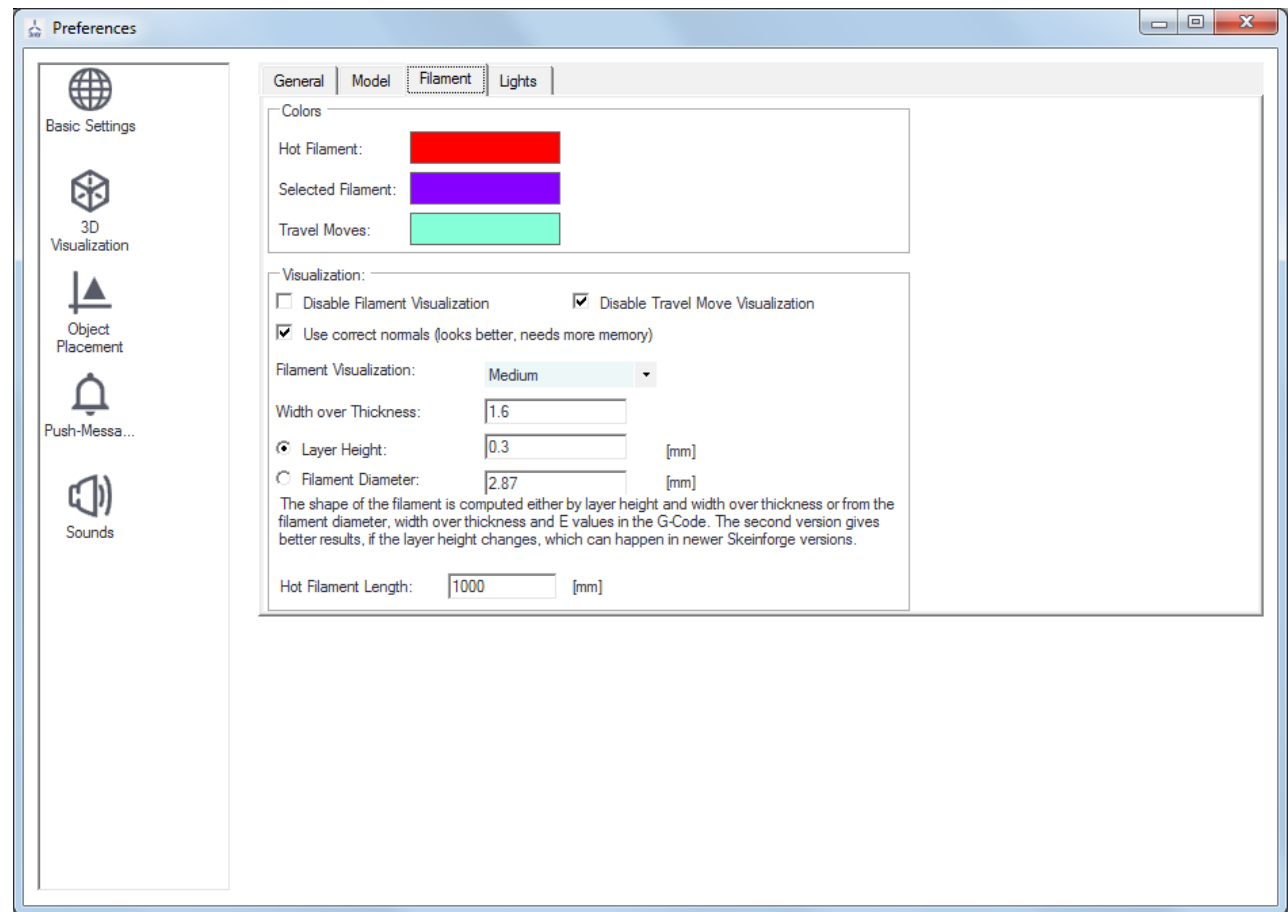 Preferences
Basic Settings
3D
Visualization
Object
Placement
Push-Messa...
Sounds
General
Model
Filament
Lights
Colors
Hot Filament:
Selected Filament:
Travel Moves:
Visualization:
Disable Filament Visualization
Disable Travel Move Visualization
Use correct normals (looks better, needs more memory)
Filament Visualization:
Medium
Width over Thickness:
1.6
Layer Height:
0.3
[mm]
Filament Diameter:
2.87
[mm]
The shape of the filament is computed either by layer height and width over thickness or from the
filament diameter, width over thickness and E values in the G-Code. The second version gives
better results, if the layer height changes, which can happen in newer Skeinforge versions.
Hot Filament Length:
1000
[mm]